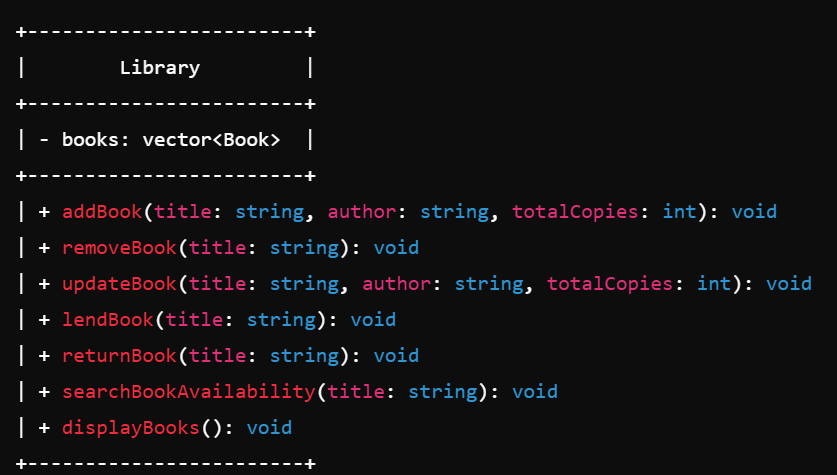 +------------------------+
|        Library         |
+------------------------+
| - books: vector<Book>  |
+------------------------+
| + addBook(title: string, author: string, totalCopies: int): void
| + removeBook(title: string): void
| + updateBook(title: string, author: string, totalCopies: int): void
| + lendBook(title: string): void
| + returnBook(title: string): void
| + searchBookAvailability(title: string): void
| + displayBooks(): void
+------------------------+